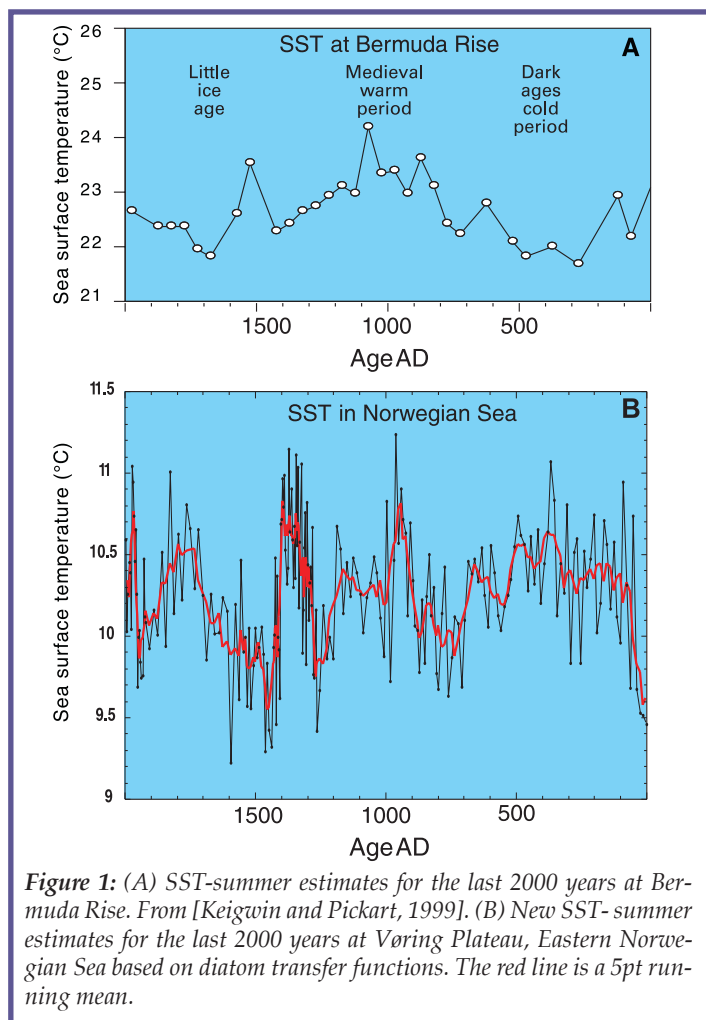 SST at Bermuda Rise
A
Little
ice
age
Medieval
warm
period
Dark
ages
cold
period
Sea surface temperature (°C)
26
25
24
23
22
21
1500
1000
500
Age AD
SST in Norwegian Sea
B
Sea surface temperature (°C)
11.5
11
10.5
10
9.5
9
1500
1000
500
Age AD
Figure 1: (A) SST-summer estimates for the last 2000 years at Ber-
muda Rise. From [Keigwin and Pickart, 1999]. (B) New SST- summer
estimates for the last 2000 years at Vøring Plateau, Eastern Norwe-
gian Sea based on diatom transfer functions. The red line is a 5pt run-
ning mean.